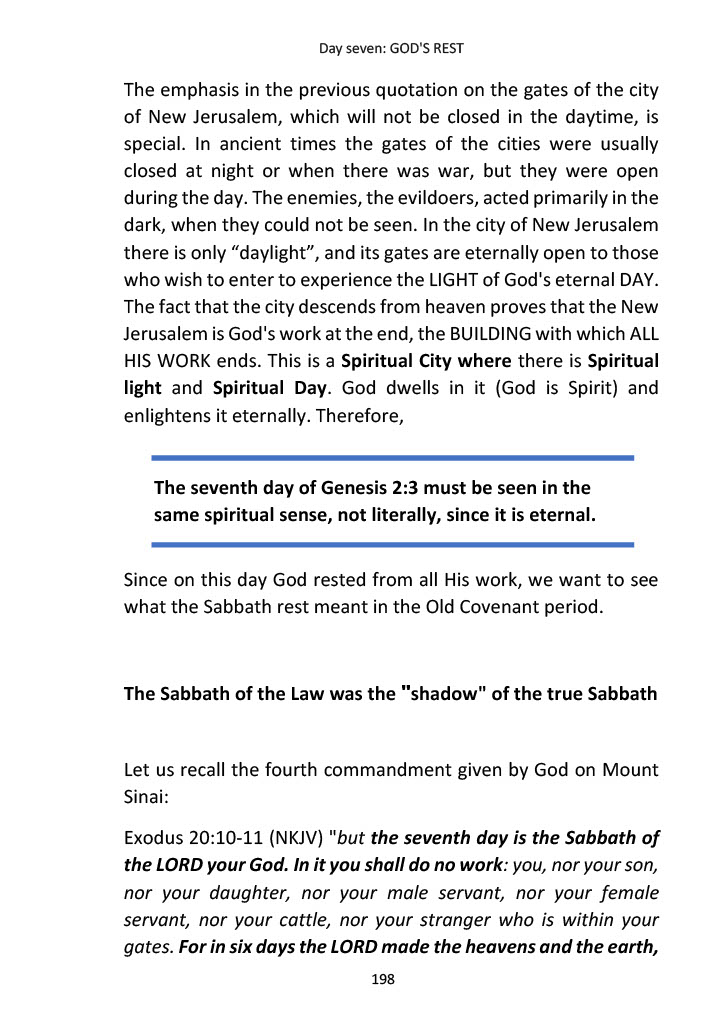 Day seven: GOD'S REST
The emphasis in the previous quotation on the gates of the city
of New Jerusalem, which will not be closed in the daytime, is
special. In ancient times the gates of the cities were usually
closed at night or when there was war, but they were open
during the day. The enemies, the evildoers, acted primarily in the
dark, when they could not be seen. In the city of New Jerusalem
there is only “daylight”, and its gates are eternally open to those
who wish to enter to experience the LIGHT of God's eternal DAY.
The fact that the city descends from heaven proves that the New
Jerusalem is God's work at the end, the BUILDING with which ALL
HIS WORK ends. This is a Spiritual City where there is Spiritual
light and Spiritual Day. God dwells in it (God is Spirit) and
enlightens it eternally. Therefore,
The seventh day of Genesis 2:3 must be seen in the
same spiritual sense, not literally, since it is eternal.
Since on this day God rested from all His work, we want to see
what the Sabbath rest meant in the Old Covenant period.
The Sabbath of the Law was the "shadow" of the true Sabbath
Let us recall the fourth commandment given by God on Mount
Sinai:
Exodus 20:10-11 (NKJV) "but the seventh day is the Sabbath of
the LORD your God. In it you shall do no work: you, nor your son,
nor your daughter, nor your male servant, nor your female
servant, nor your cattle, nor your stranger who is within your
gates. For in six days the LORD made the heavens and the earth,
198